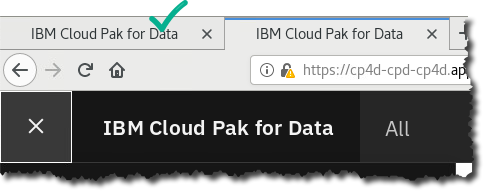 IBM Cloud Pak for Data IBM Cloud Pak for Data
https://cp4d-cpd-cp4d.ap
IBM Cloud Pak for Data All